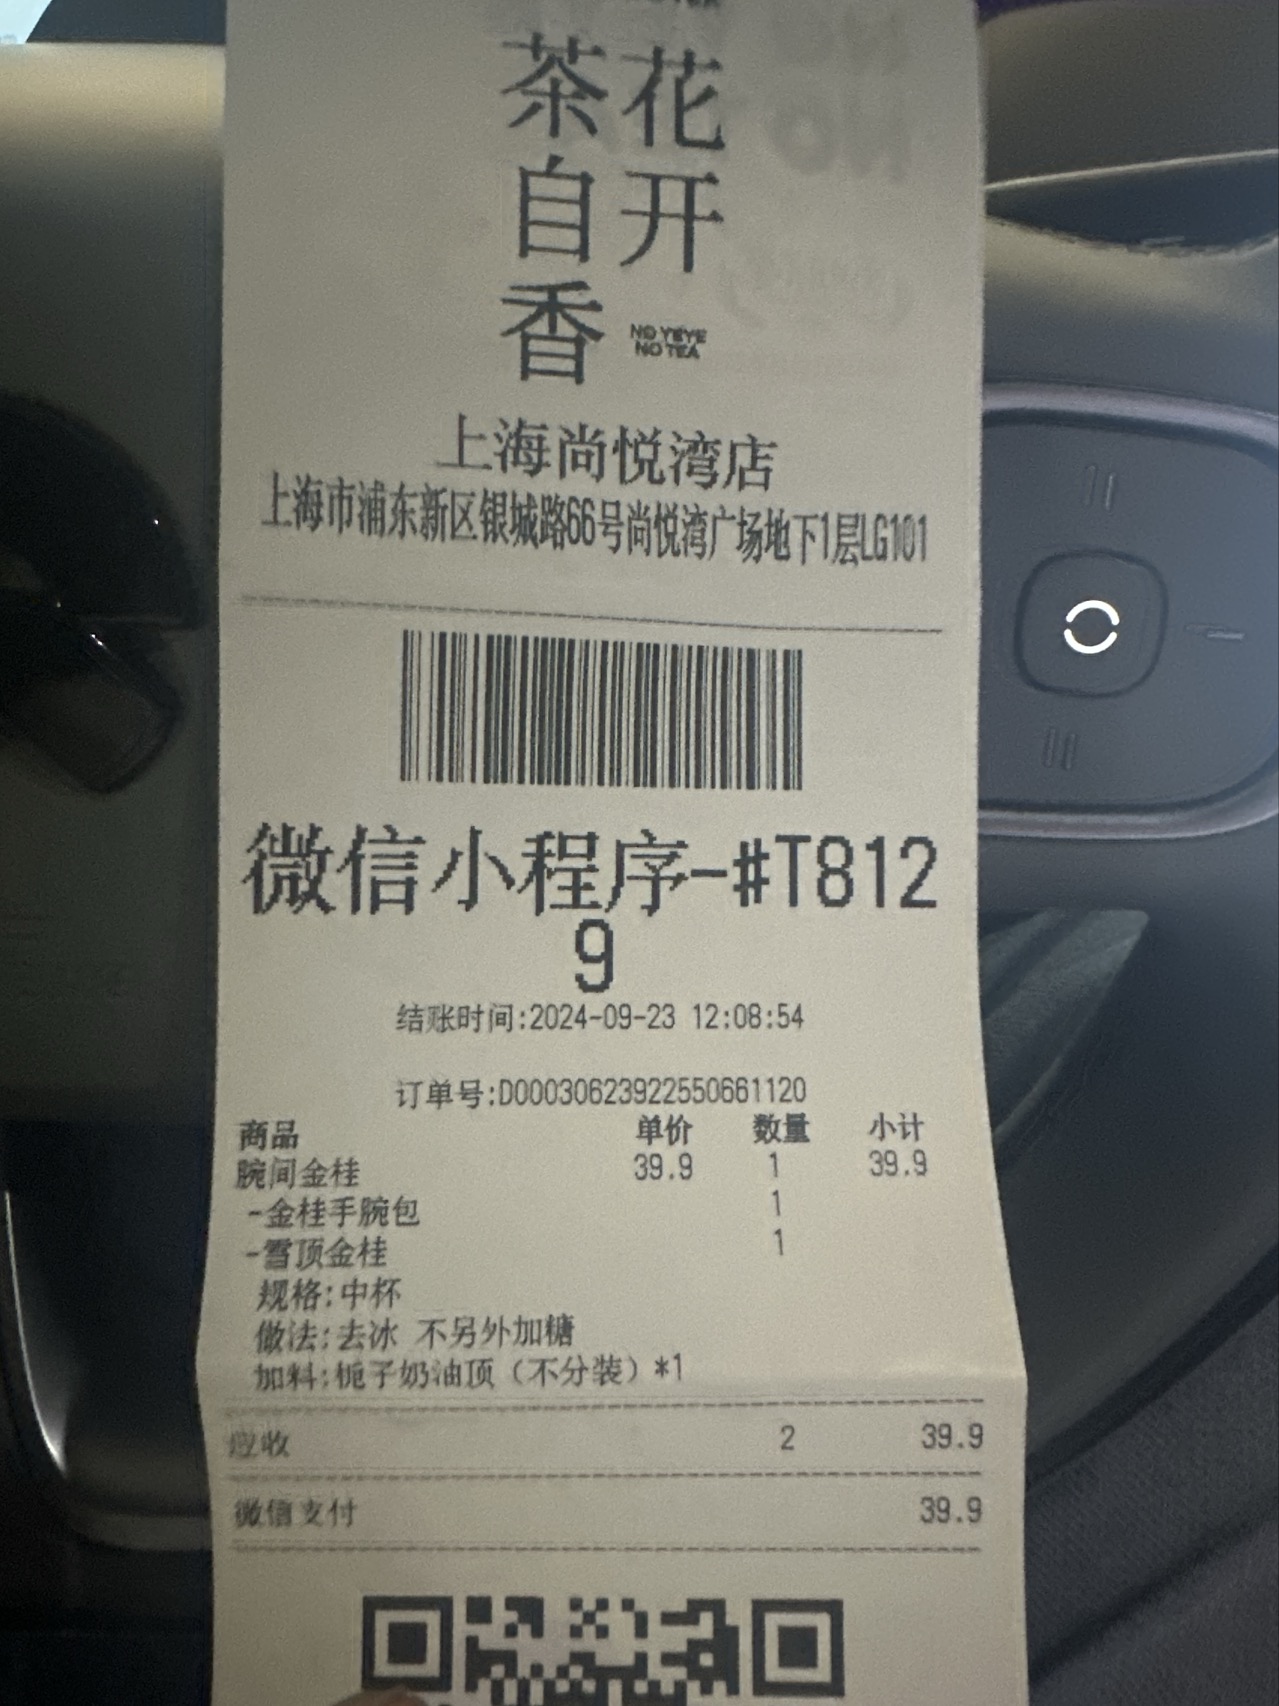 花开
茶自香
NO YEYE
NO TEA
上海尚悦湾店
上海市浦东新区银城路66号尚悦湾广场地下1层LG101
微信小程序-#T812
9
结账时间:2024-09-23 12:08:54
订单号:D00030623922550661120
商品 单价 数量 小计
腕间金桂 39.9 1 39.9
-金桂手腕包 1
-雪顶金桂 1
规格:中杯
做法:去冰 不另外加糖
加料:栀子奶油顶（不分装）*1
应收 2 39.9
微信支付 39.9